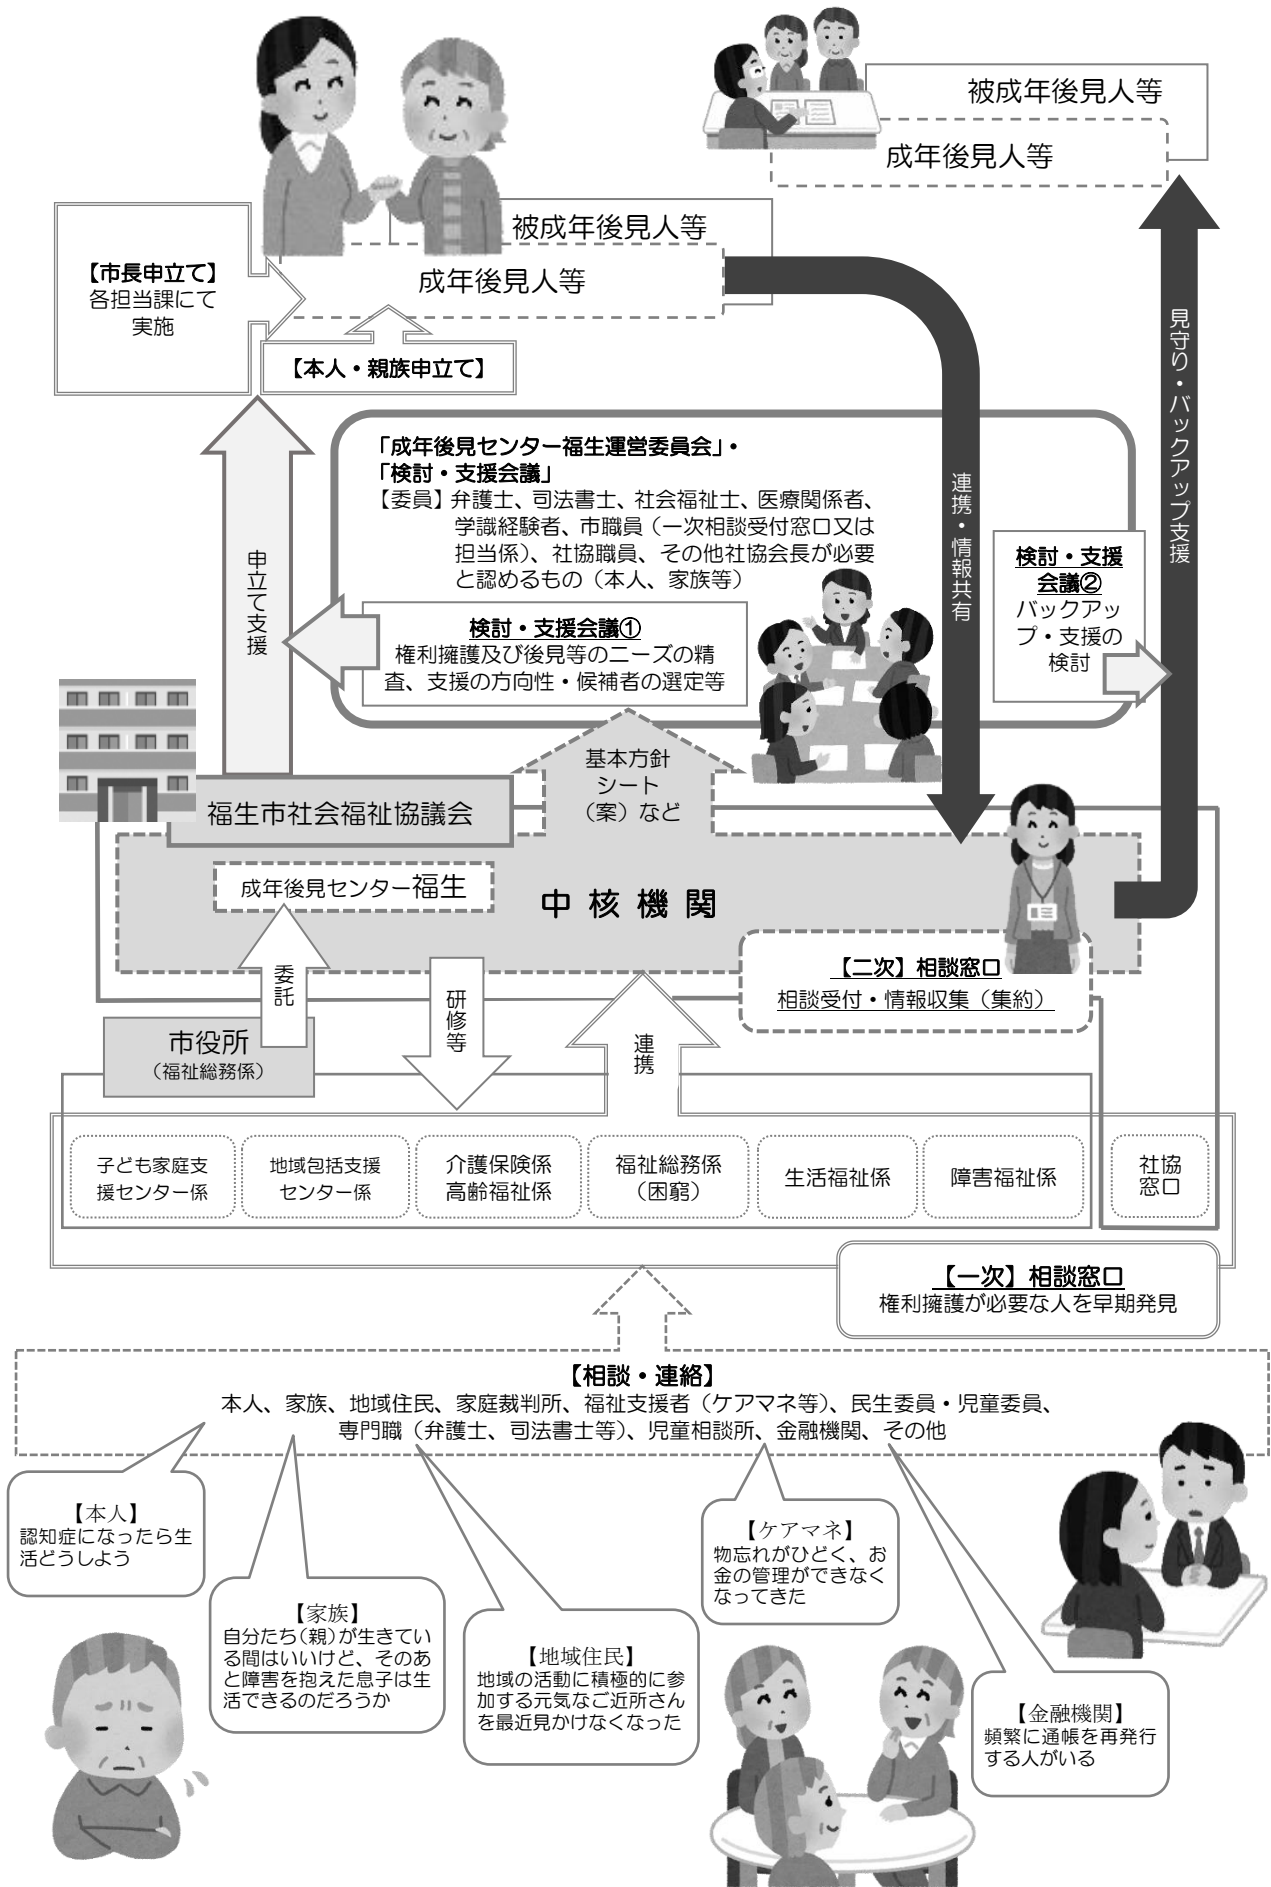 被成年後見人等
成年後見人等
被成年後見人等
成年後見人等
【市長申立て】
各担当課にて
実施
【本人・親族申立て】
見守り・バックアップ支援
連携・情報共有
申立て支援
「成年後見センター福生運営委員会」・
「検討・支援会議」
【委員】弁護士、司法書士、社会福祉士、医療関係者、
学識経験者、市職員（一次相談受付窓口又は
担当係）、社協職員、その他社協会長が必要
と認めるもの（本人、家族等）
検討・支援会議①
権利擁護及び後見等のニーズの精
査、支援の方向性・候補者の選定等
検討・支援
会議②
バックアッ
プ・支援の
検討
基本方針
シート
（案）など
福生市社会福祉協議会
成年後見センター福生
中核機関
【二次】相談窓口
相談受付・情報収集（集約）
委託
研修等
連携
市役所
（福祉総務係）
子ども家庭支
援センター係
地域包括支援
センター係
介護保険係
高齢福祉係
福祉総務係
（困窮）
生活福祉係
障害福祉係
社協
窓口
【一次】相談窓口
権利擁護が必要な人を早期発見
【相談・連絡】
本人、家族、地域住民、家庭裁判所、福祉支援者（ケアマネ等）、民生委員・児童委員、
専門職（弁護士、司法書士等）、児童相談所、金融機関、その他
【本人】
認知症になったら生
活どうしよう
【家族】
自分たち（親）が生きてい
る間はいいけど、そのあ
と障害を抱えた息子は生
活できるのだろうか
【地域住民】
地域の活動に積極的に参
加する元気なご近所さん
を最近見かけなくなった
【ケアマネ】
物忘れがひどく、お
金の管理ができなく
なってきた
【金融機関】
頻繁に通帳を再発行
する人がいる